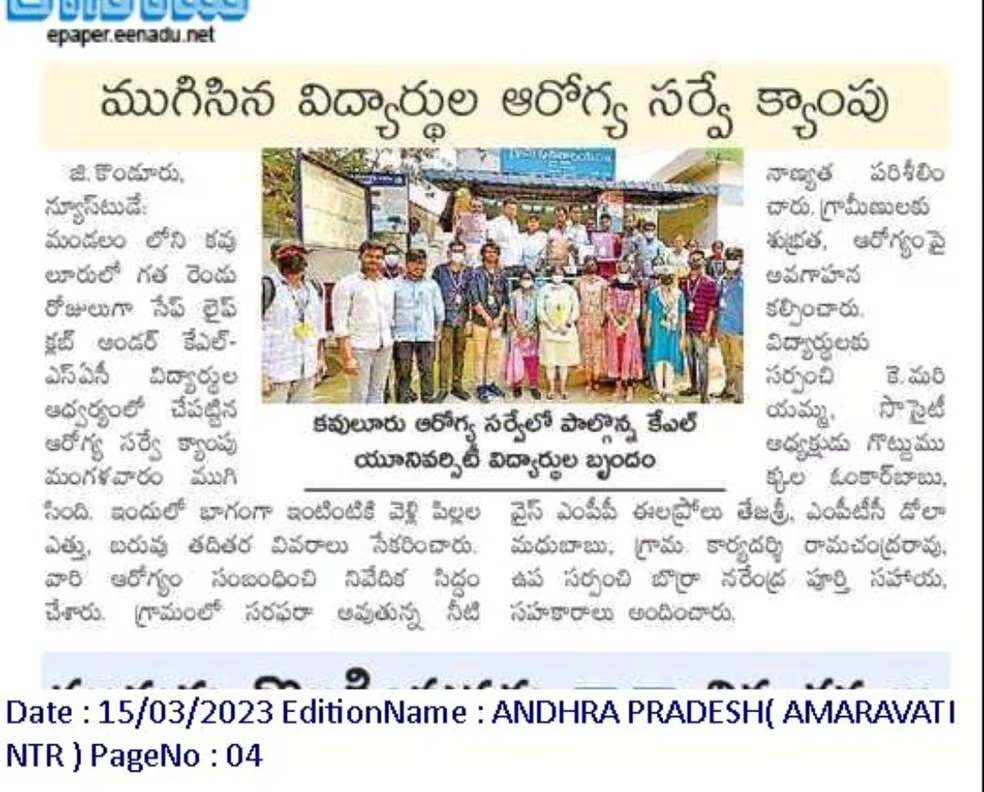 epaper.eenadu.net
ముగిసిన విద్యార్థుల ఆరోగ్య సర్వే క్యాంపు
జి.కొండూరు,
న్యూస్‌టుడే:
మండలం లోని కవు
లూరులో గత రెండు
రోజులుగా సేఫ్ లైఫ్
క్లబ్ అండర్ కేఎల్-
ఎస్ఏసీ విద్యార్థుల
ఆధ్వర్యంలో చేపట్టిన
ఆరోగ్య సర్వే క్యాంపు
మంగళవారం ముగి
సింది. ఇందులో భాగంగా ఇంటింటికి వెళ్లి పిల్లల
ఎత్తు, బరువు తదితర వివరాలు సేకరించారు.
వారి ఆరోగ్యం సంబంధించి నివేదిక సిద్ధం
చేశారు. గ్రామంలో సరఫరా అవుతున్న నీటి
కవులూరు ఆరోగ్య సర్వేలో పాల్గొన్న కేఎల్
యూనివర్సిటీ విద్యార్థుల బృందం
నాణ్యత పరిశీలిం
చారు. గ్రామీణులకు
శుభ్రత, ఆరోగ్యంపై
అవగాహన
కల్పించారు.
విద్యార్థులకు
సర్పంచి కె.మరి
యమ్మ, సొసైటీ
అధ్యక్షుడు గొట్టుము
క్కల ఓంకార్‌బాబు,
వైస్ ఎంపీపీ ఈలప్రోలు తేజశ్రీ, ఎంపీటీసీ డోలా
మధుబాబు, గ్రామ కార్యదర్శి రామచంద్రరావు,
ఉప సర్పంచి బొర్రా నరేంద్ర పూర్తి సహాయ,
సహకారాలు అందించారు.
Date : 15/03/2023 EditionName : ANDHRA PRADESH( AMARAVATI
NTR ) PageNo : 04